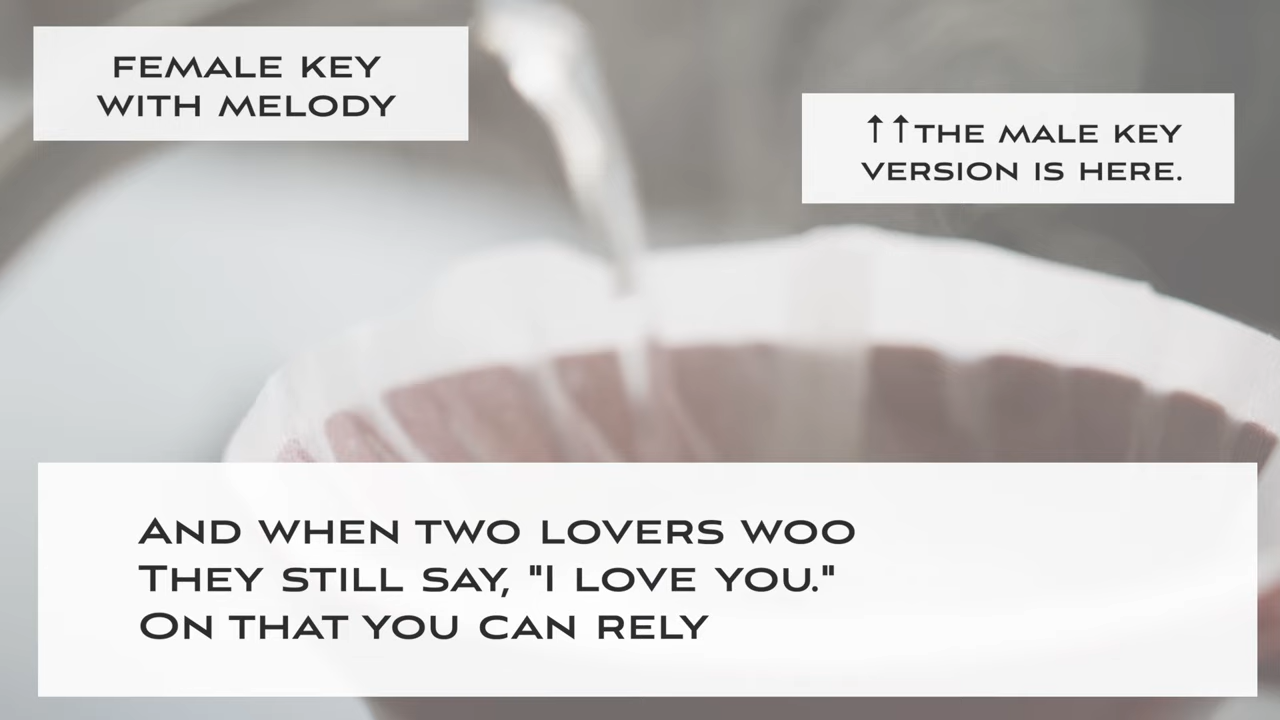 FEMALE KEY
WITH MELODY
↑↑THE MALE KEY
VERSION IS HERE.
AND WHEN TWO LOVERS WOO
THEY STILL SAY, "I LOVE YOU."
ON THAT YOU CAN RELY